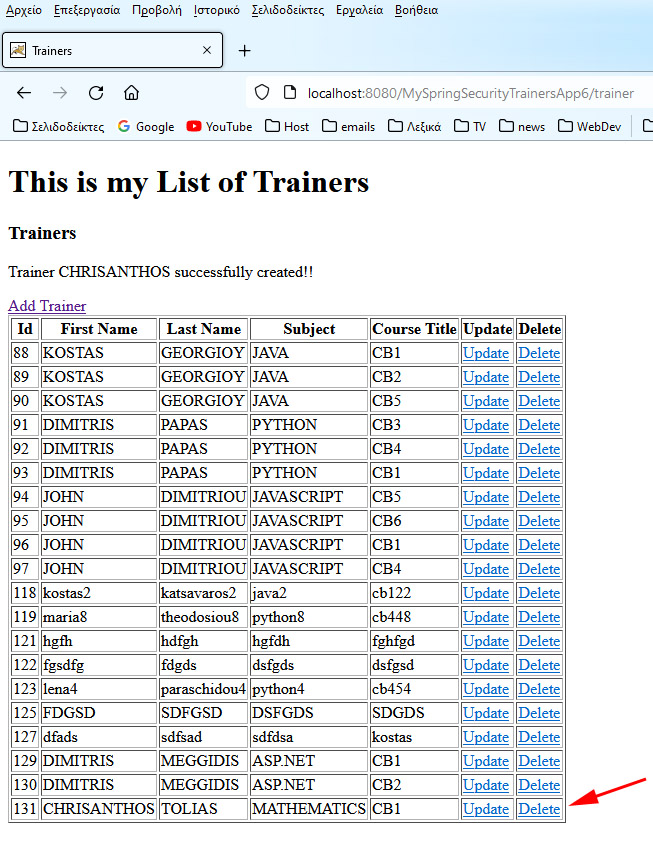 Αρχείο Επεξεργασία Προβολή Ιστορικό Σελιδοδείκτες Εργαλεία Βοήθεια
Trainers
localhost:8080/MySpringSecurityTrainersApp6/trainer
Σελιδοδείκτες Google YouTube Host emails Λεξικά TV news WebDev
This is my List of Trainers
Trainers
Trainer CHRISANTHOS successfully created!!
Add Trainer
Id First Name Last Name Subject Course Title Update Delete
88 KOSTAS GEORGIOY JAVA CB1 Update Delete
89 KOSTAS GEORGIOY JAVA CB2 Update Delete
90 KOSTAS GEORGIOY JAVA CB5 Update Delete
91 DIMITRIS PAPAS PYTHON CB3 Update Delete
92 DIMITRIS PAPAS PYTHON CB4 Update Delete
93 DIMITRIS PAPAS PYTHON CB1 Update Delete
94 JOHN DIMITRIOU JAVASCRIPT CB5 Update Delete
95 JOHN DIMITRIOU JAVASCRIPT CB6 Update Delete
96 JOHN DIMITRIOU JAVASCRIPT CB1 Update Delete
97 JOHN DIMITRIOU JAVASCRIPT CB4 Update Delete
118 kostas2 katsavaros2 java2 cb122 Update Delete
119 maria8 theodosiou8 python8 cb448 Update Delete
121 hgfh hdfgh hgfdh fghfgd Update Delete
122 fgsdfg fdgds dsfgds dsfgsd Update Delete
123 lena4 paraschidou4 python4 cb454 Update Delete
125 FDGSD SDFGSD DSFGDS SDGDS Update Delete
127 dfads sdfsad sdfdsa kostas Update Delete
129 DIMITRIS MEGGIDIS ASP.NET CB1 Update Delete
130 DIMITRIS MEGGIDIS ASP.NET CB2 Update Delete
131 CHRISANTHOS TOLIAS MATHEMATICS CB1 Update Delete